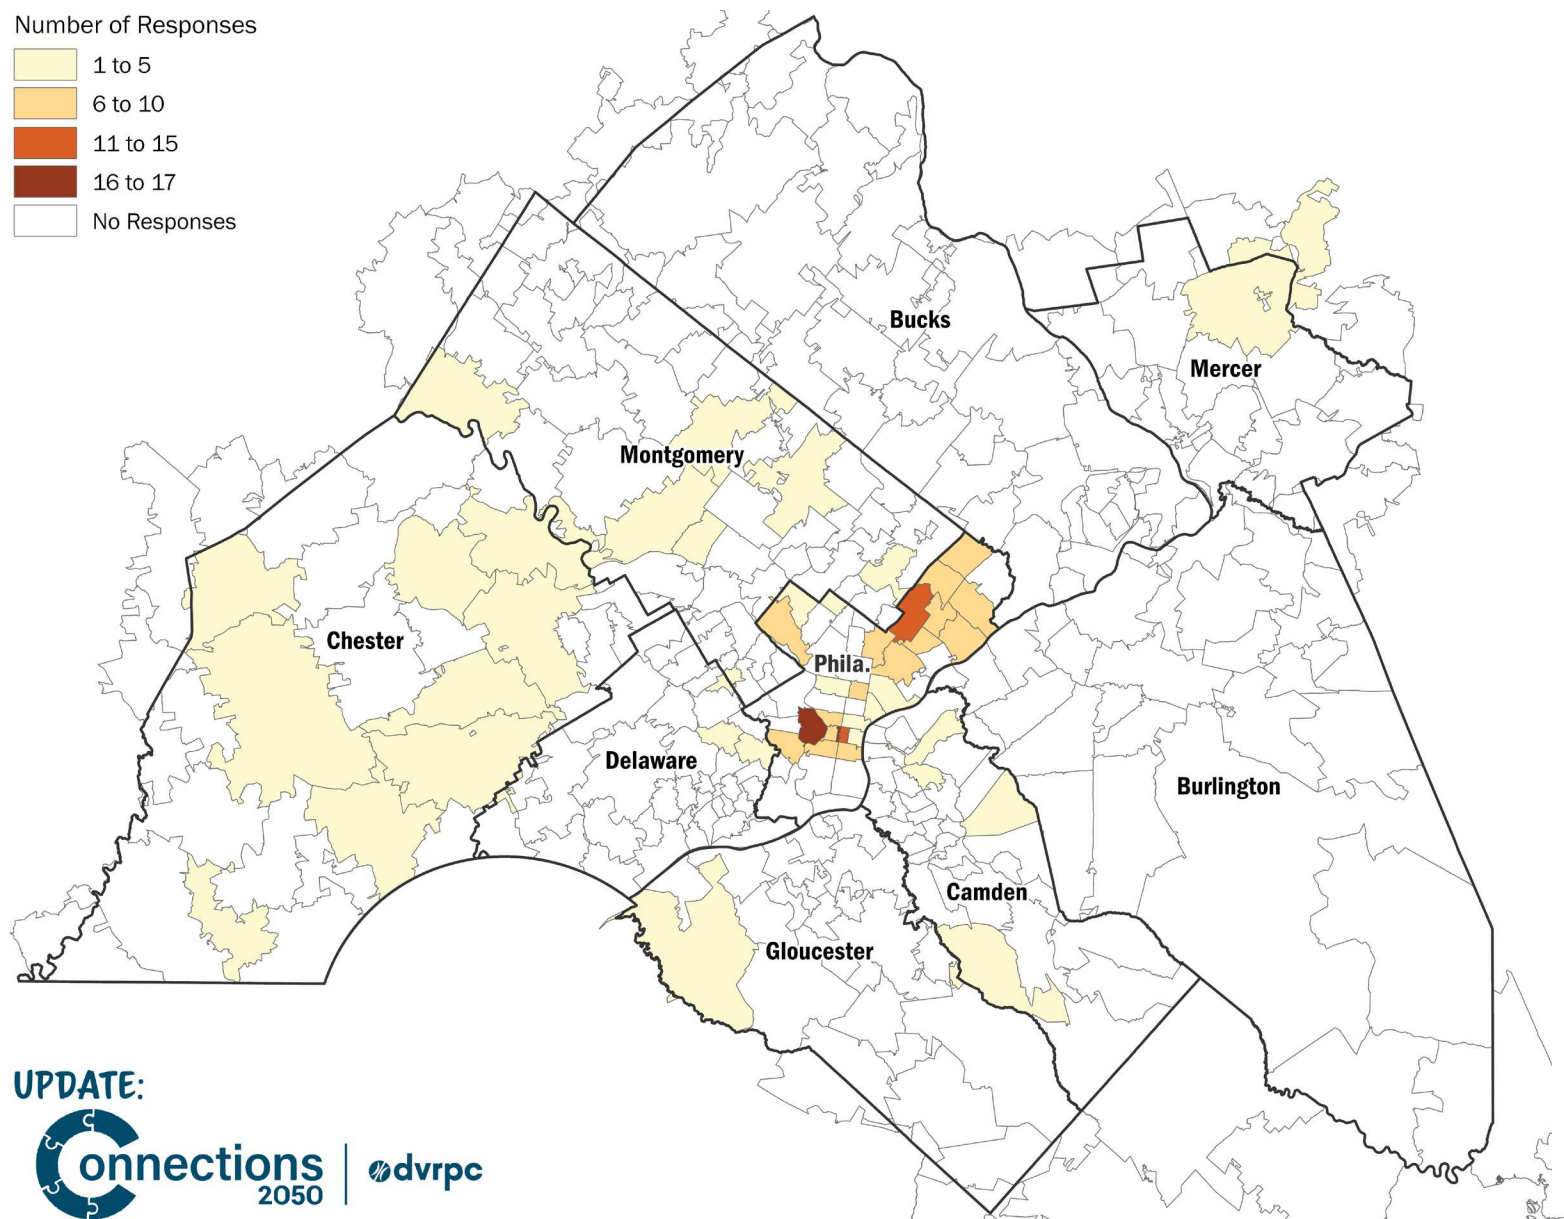 Number of Responses
1 to 5
6 to 10
11 to 15
16 to 17
No Responses
Bucks
Mercer
Montgomery
Chester
Phila.
Delaware
Burlington
Camden
Gloucester
UPDATE:
Connections
2050
dvrpc